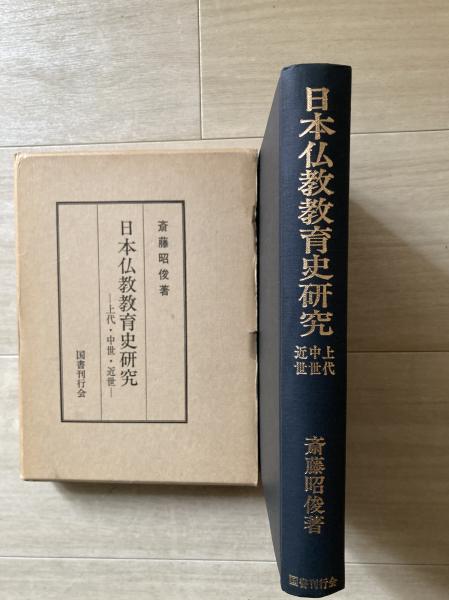 斎藤昭俊著
日本仏教教育史研究
―上代・中世・近世―
国書刊行会
日本仏教教育史研究
上代
中世
近世
斎藤昭俊著
国書刊行会